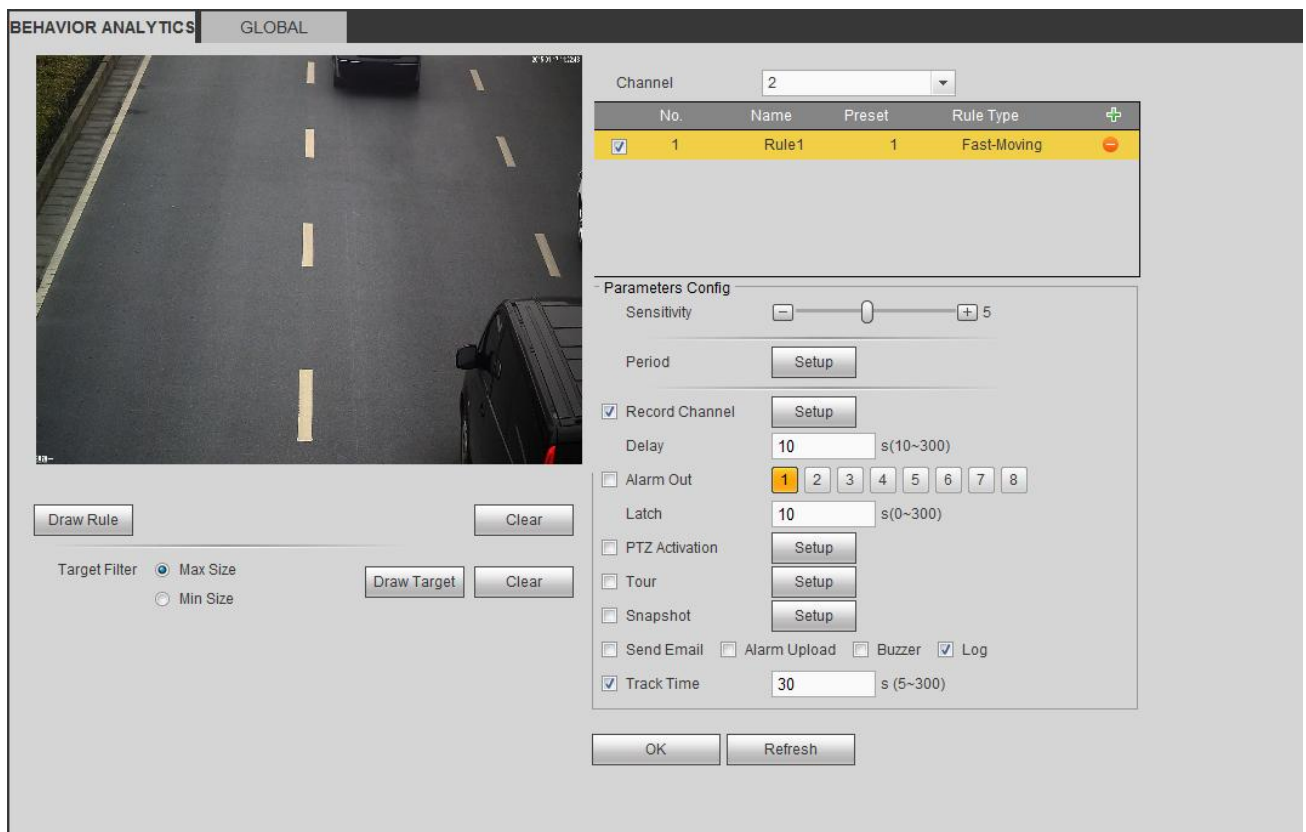 BEHAVIOR ANALYTICS GLOBAL
Channel 2
No. Name Preset Rule Type
1 Rule1 1 Fast-Moving
Parameters Config
Sensitivity 5
Period Setup
Record Channel Setup
Delay 10 s(10~300)
Alarm Out 1 2 3 4 5 6 7 8
Latch 10 s(0~300)
PTZ Activation Setup
Tour Setup
Snapshot Setup
Send Email Alarm Upload Buzzer Log
Track Time 30 s (5~300)
OK Refresh
Draw Rule Clear
Target Filter Max Size Draw Target Clear
Min Size